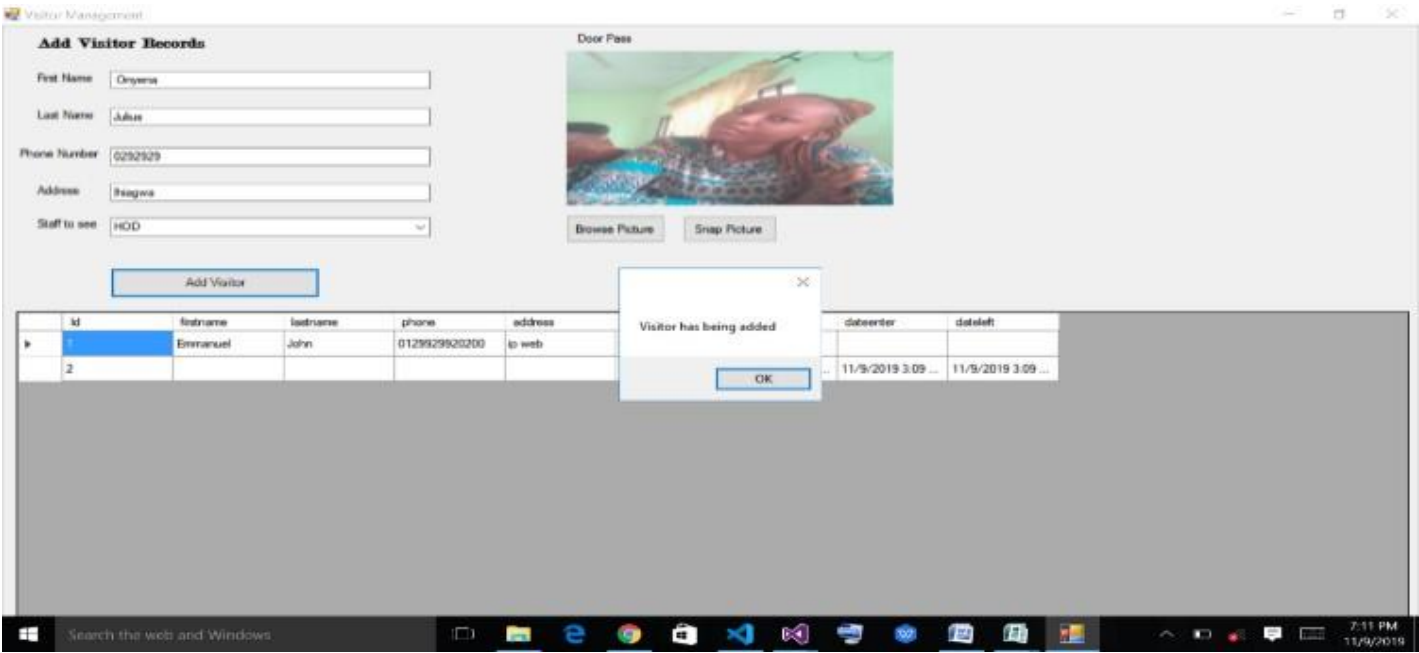 Visitor Management
Add Visitor Records
Door Pass
First Name Onyema
Last Name Julius
Phone Number 0292929
Address Ihiagwa
Staff to see HOD
Browse Picture Snap Picture
Add Visitor
Visitor has being added
OK
Id firstname lastname phone address dateenter dateleft
1 Emmanuel John 0129929920200 ip web
2 ... 11/9/2019 3:09 ... 11/9/2019 3:09 ...
Search the web and Windows
7:11 PM
11/9/2019